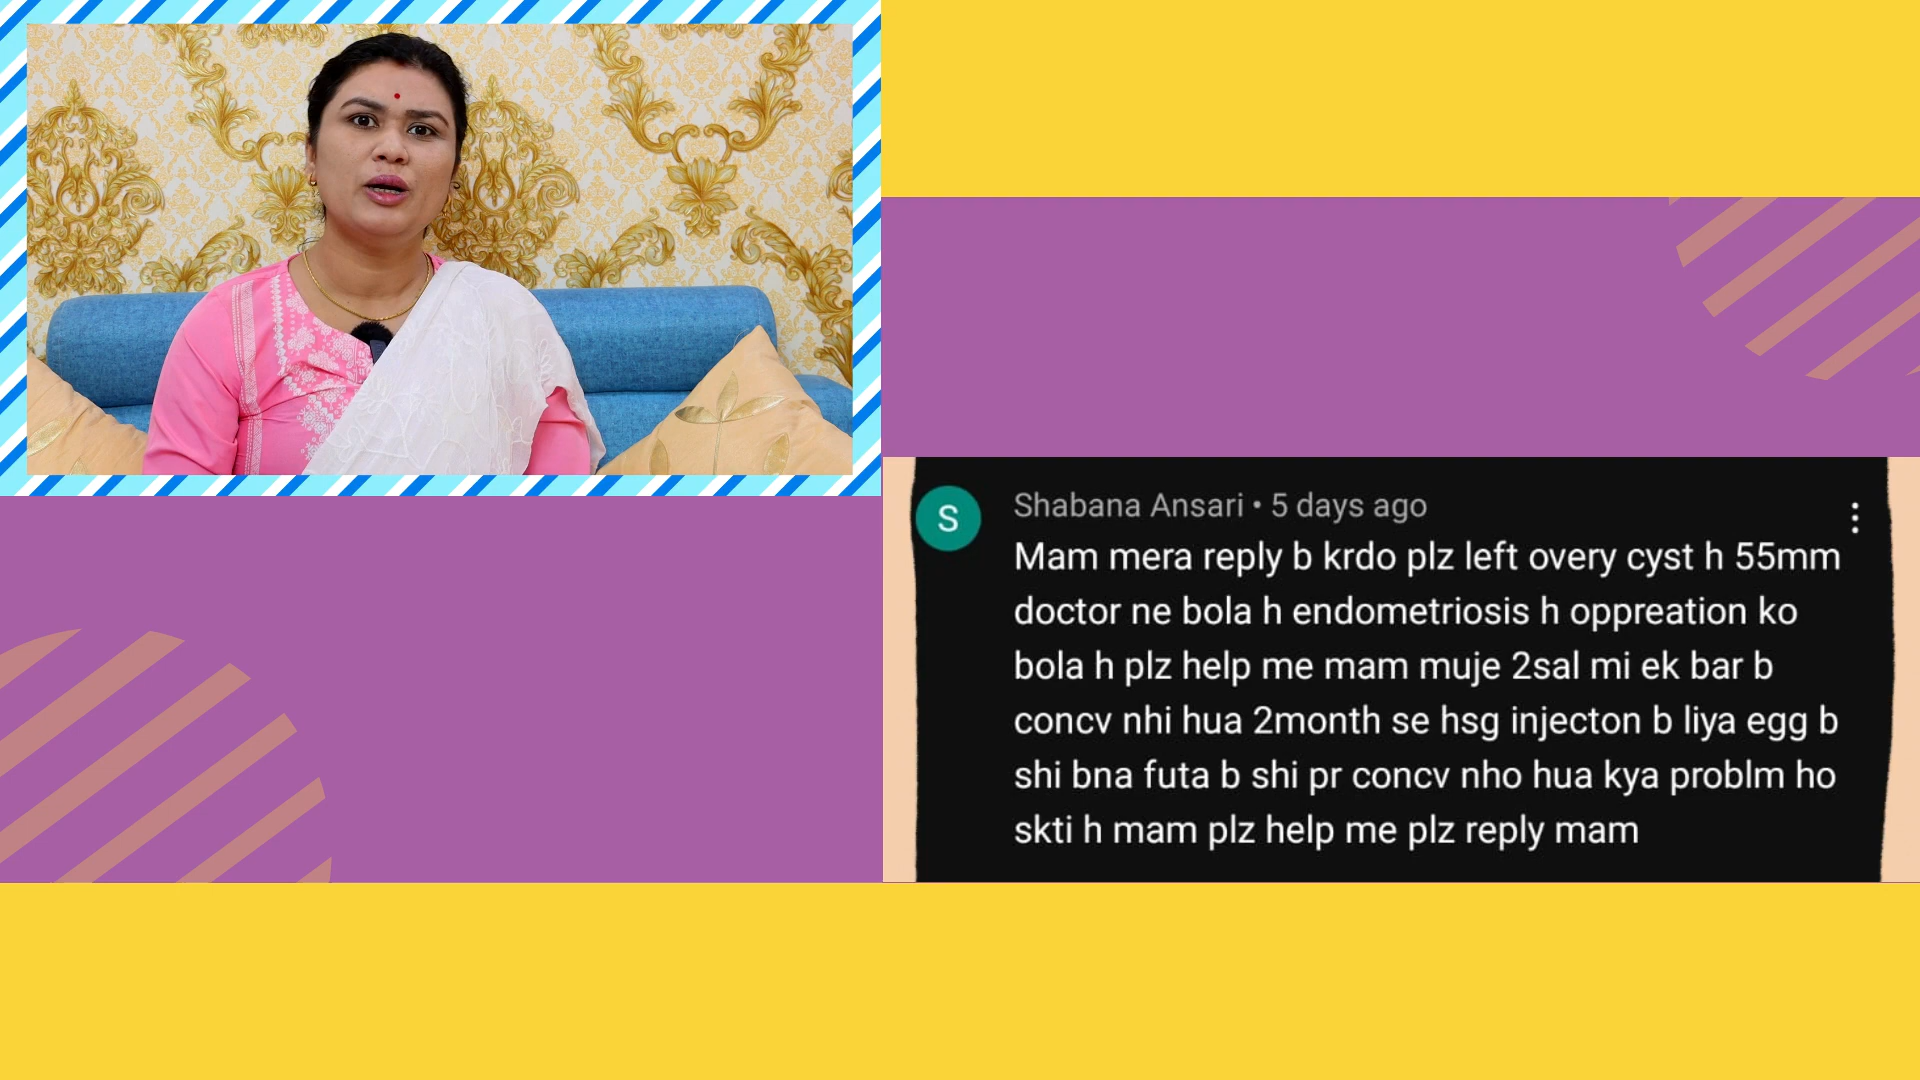 S
Shabana Ansari • 5 days ago
Mam mera reply b krdo plz left overy cyst h 55mm
doctor ne bola h endometriosis h oppreation ko
bola h plz help me mam muje 2sal mi ek bar b
concv nhi hua 2month se hsg injecton b liya egg b
shi bna futa b shi pr concv nho hua kya problm ho
skti h mam plz help me plz reply mam